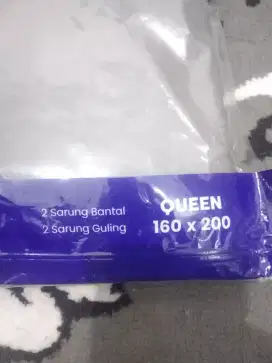 2 Sarung Bantal
2 Sarung Guling
QUEEN
160 x 200